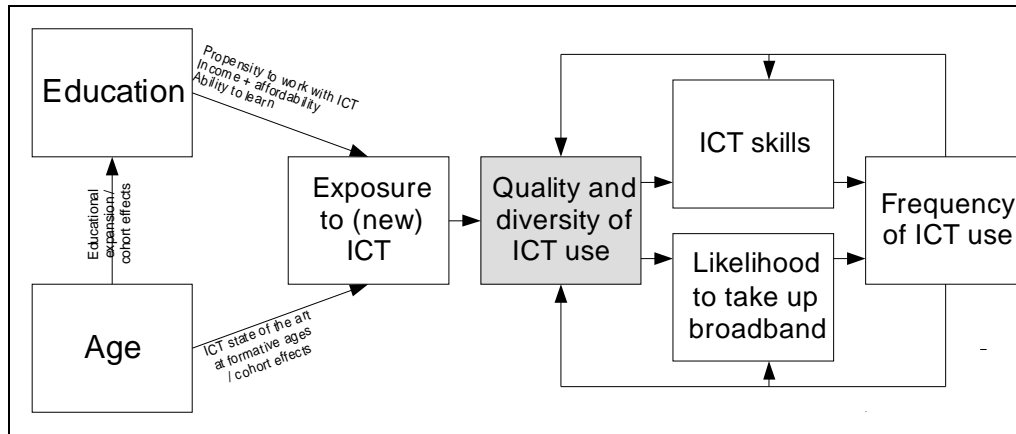 Education
Propensity to work with ICT
Income + affordability
Ability to learn
Educational
expansion /
cohort effects
Age
ICT state of the art
at formative ages
/ cohort effects
Exposure
to (new)
ICT
Quality and
diversity of
ICT use
ICT skills
Likelihood
to take up
broadband
Frequency
of ICT use